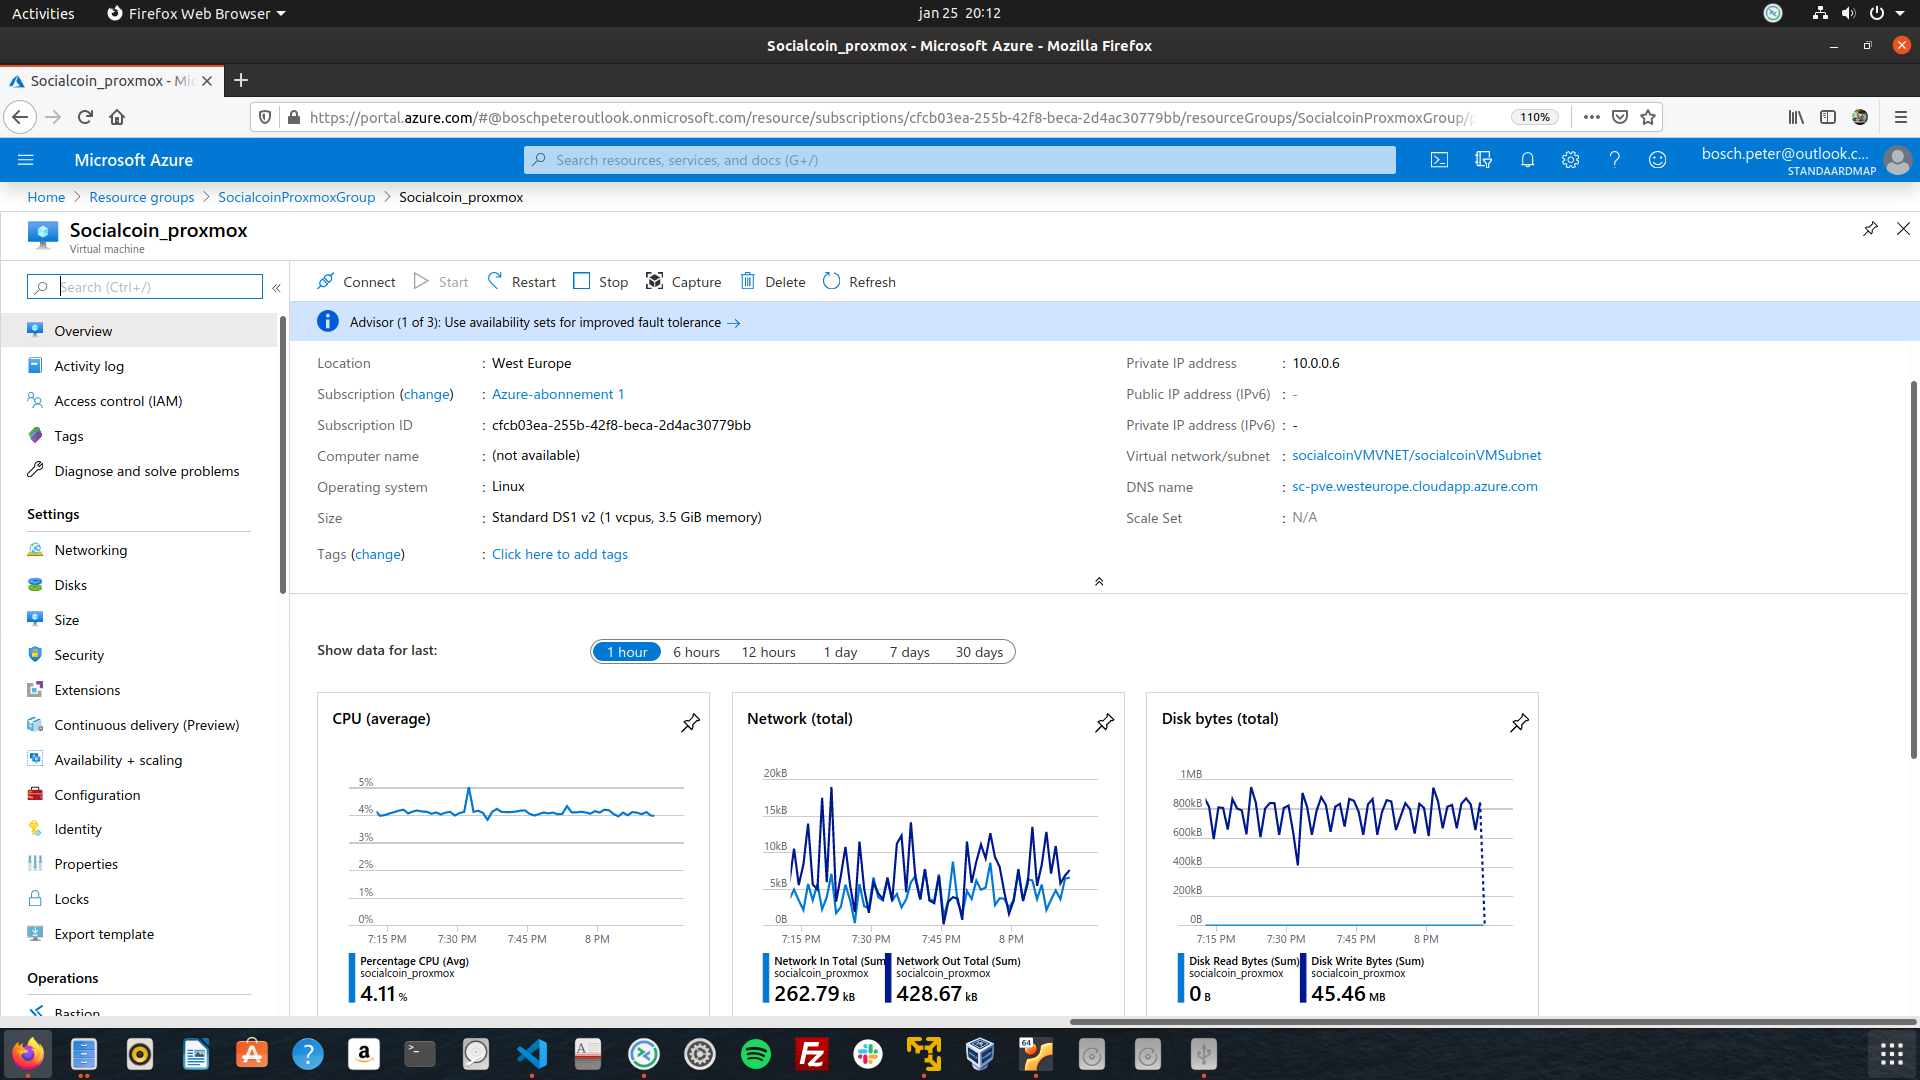 Activities
Firefox Web Browser
jan 25 20:12
Socialcoin_proxmox - Microsoft Azure - Mozilla Firefox
Socialcoin_proxmox - Mic
https://portal.azure.com/#@boschpeteroutlook.onmicrosoft.com/resource/subscriptions/cfcb03ea-255b-42f8-beca-2d4ac30779bb/resourceGroups/SocialcoinProxmoxGroup/
110%
Microsoft Azure
Search resources, services, and docs (G+/)
bosch.peter@outlook.c...
STANDAARDMAP
Home > Resource groups > SocialcoinProxmoxGroup > Socialcoin_proxmox
Socialcoin_proxmox
Virtual machine
Search (Ctrl+/)
«
Overview
Activity log
Access control (IAM)
Tags
Diagnose and solve problems
Settings
Networking
Disks
Size
Security
Extensions
Continuous delivery (Preview)
Availability + scaling
Configuration
Identity
Properties
Locks
Export template
Operations
Bastion
Connect Start Restart Stop Capture Delete Refresh
Advisor (1 of 3): Use availability sets for improved fault tolerance →
Location : West Europe
Subscription (change) : Azure-abonnement 1
Subscription ID : cfcb03ea-255b-42f8-beca-2d4ac30779bb
Computer name : (not available)
Operating system : Linux
Size : Standard DS1 v2 (1 vcpus, 3.5 GiB memory)
Tags (change) : Click here to add tags
Private IP address : 10.0.0.6
Public IP address (IPv6) : -
Private IP address (IPv6) : -
Virtual network/subnet : socialcoinVMVNET/socialcoinVMSubnet
DNS name : sc-pve.westeurope.cloudapp.azure.com
Scale Set : N/A
Show data for last:
1 hour 6 hours 12 hours 1 day 7 days 30 days
CPU (average)
5%
4%
3%
2%
1%
0%
7:15 PM 7:30 PM 7:45 PM 8 PM
Percentage CPU (Avg)
socialcoin_proxmox
4.11 %
Network (total)
20kB
15kB
10kB
5kB
0B
7:15 PM 7:30 PM 7:45 PM 8 PM
Network In Total (Sum
socialcoin_proxmox
262.79 kB
Network Out Total (Sum)
socialcoin_proxmox
428.67 kB
Disk bytes (total)
1MB
800kB
600kB
400kB
200kB
0B
7:15 PM 7:30 PM 7:45 PM 8 PM
Disk Read Bytes (Sum)
socialcoin_proxmox
0 B
Disk Write Bytes (Sum)
socialcoin_proxmox
45.46 MB
64